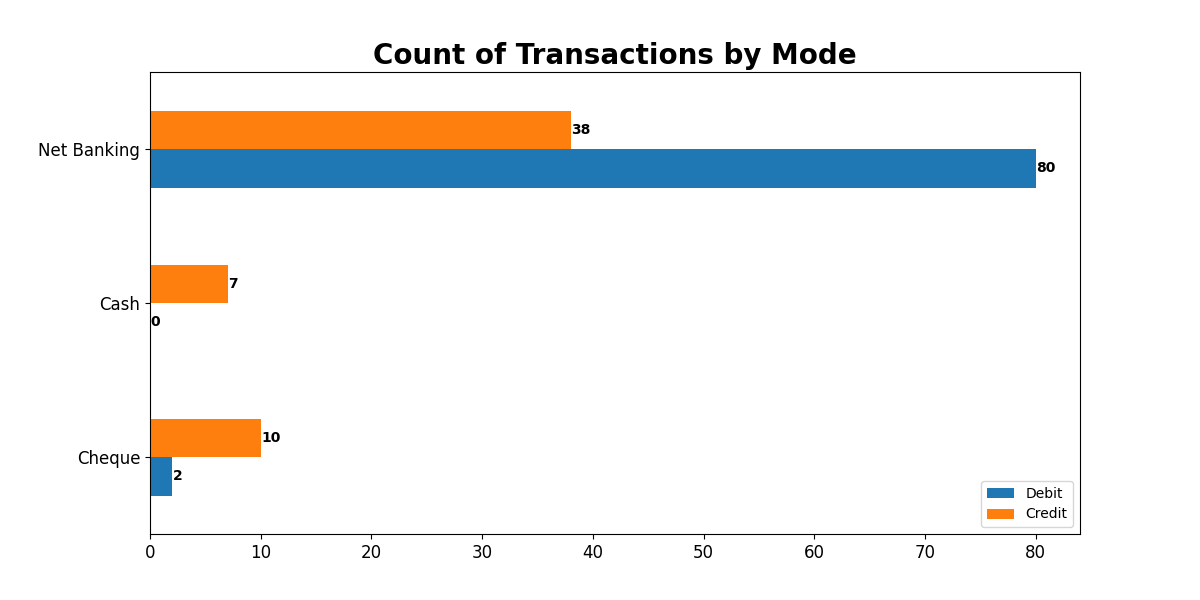 Count of Transactions by Mode
Net Banking
38
80
Cash
7
0
Cheque
10
2
Debit
Credit
0 10 20 30 40 50 60 70 80